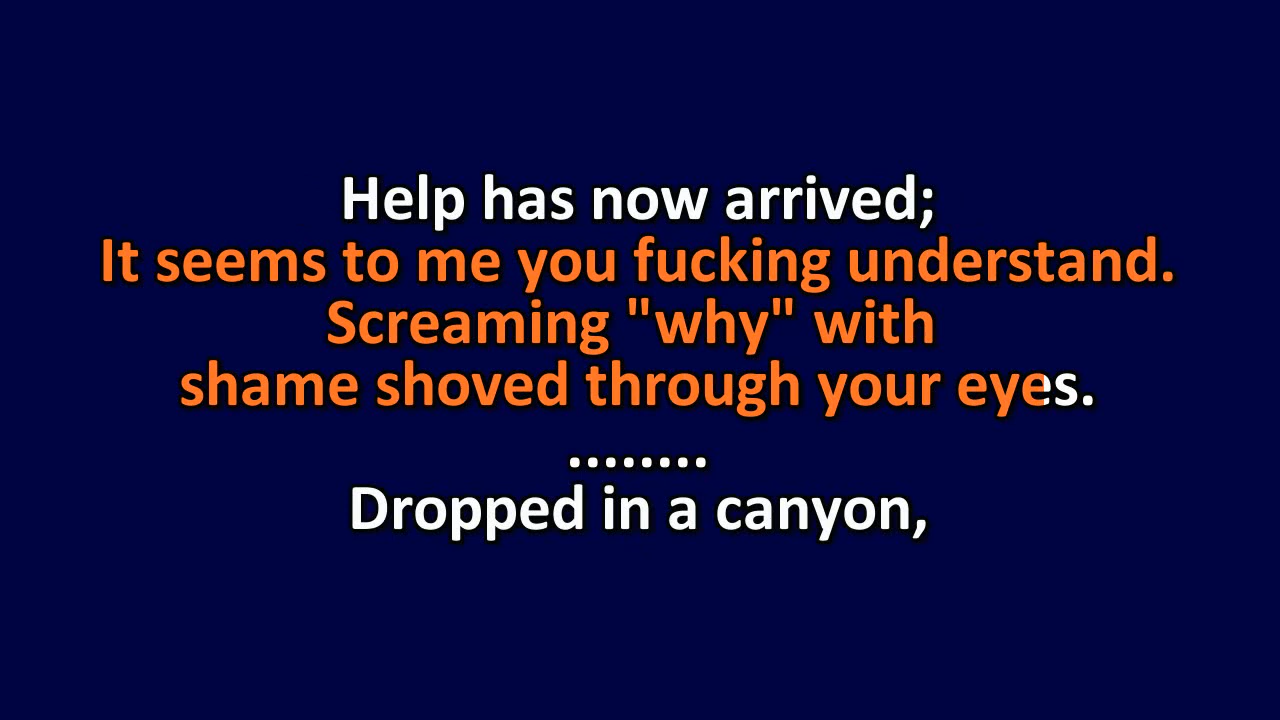 Help has now arrived;
It seems to me you fucking understand.
Screaming "why" with
shame shoved through your eyes.
........
Dropped in a canyon,